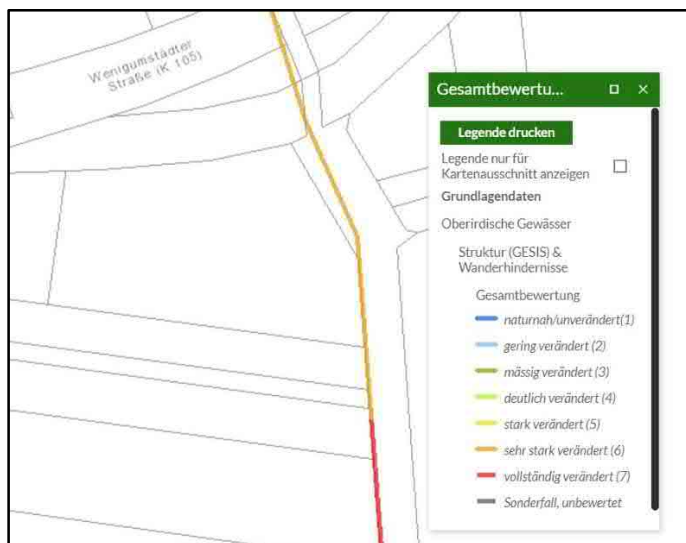 Wenigumstädter
Straße (K 105)
Gesamtbewertu...
Legende drucken
Legende nur für
Kartenausschnitt anzeigen
Grundlagendaten
Oberirdische Gewässer
Struktur (GESIS) &
Wanderhindernisse
Gesamtbewertung
naturnah/unverändert(1)
gering verändert (2)
mässig verändert (3)
deutlich verändert (4)
stark verändert (5)
sehr stark verändert (6)
vollständig verändert (7)
Sonderfall, unbewertet